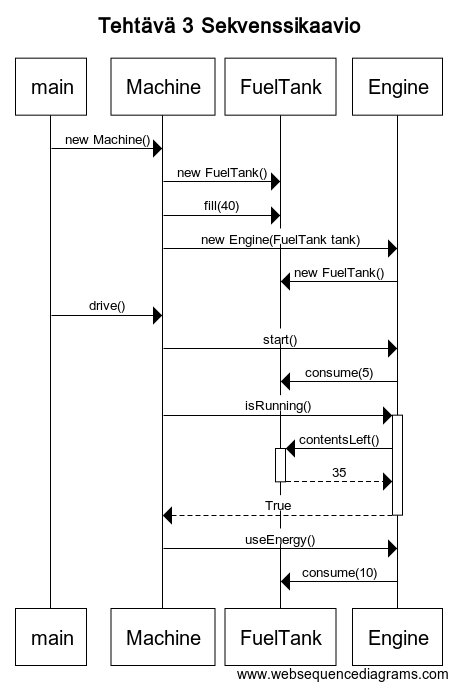 Tehtävä 3 Sekvenssikaavio
main Machine FuelTank Engine
new Machine()
new FuelTank()
fill(40)
new Engine(FuelTank tank)
new FuelTank()
drive()
start()
consume(5)
isRunning()
contentsLeft()
35
True
useEnergy()
consume(10)
main Machine FuelTank Engine
www.websequencediagrams.com